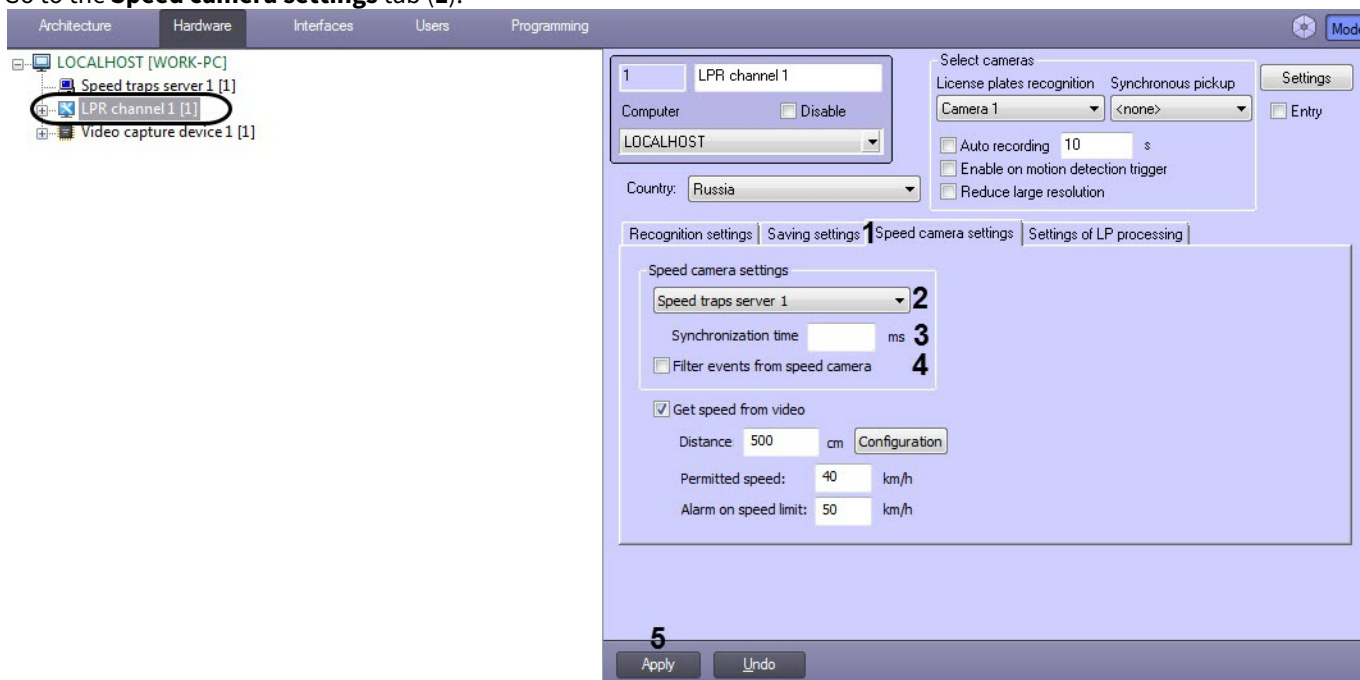 Go to the Speed camera settings tab (1).
Architecture Hardware Interfaces Users Programming
LOCALHOST [WORK-PC]
Speed traps server 1 [1]
LPR channel 1 [1]
Video capture device 1 [1]
1 LPR channel 1
Computer Disable
LOCALHOST
Country: Russia
Select cameras
License plates recognition Synchronous pickup
Camera 1 <none>
Auto recording 10 s
Enable on motion detection trigger
Reduce large resolution
Settings
Entry
Recognition settings Saving settings 1 Speed camera settings Settings of LP processing
Speed camera settings
Speed traps server 1 2
Synchronization time ms 3
Filter events from speed camera 4
Get speed from video
Distance 500 cm Configuration
Permitted speed: 40 km/h
Alarm on speed limit: 50 km/h
5
Apply Undo